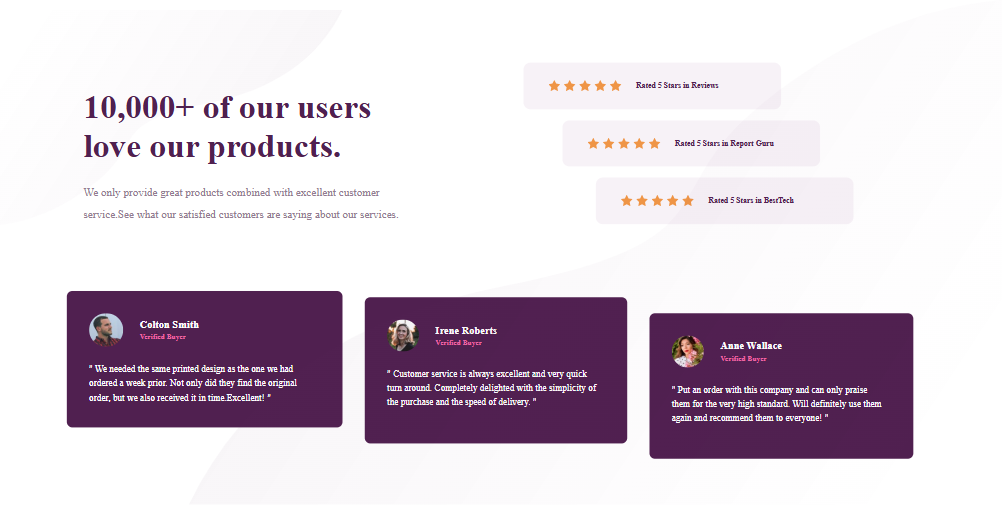 10,000+ of our users
love our products.
We only provide great products combined with excellent customer
service.See what our satisfied customers are saying about our services.
Rated 5 Stars in Reviews
Rated 5 Stars in Report Guru
Rated 5 Stars in BestTech
Colton Smith
Verified Buyer
" We needed the same printed design as the one we had
ordered a week prior. Not only did they find the original
order, but we also received it in time.Excellent! "
Irene Roberts
Verified Buyer
" Customer service is always excellent and very quick
turn around. Completely delighted with the simplicity of
the purchase and the speed of delivery. "
Anne Wallace
Verified Buyer
" Put an order with this company and can only praise
them for the very high standard. Will definitely use them
again and recommend them to everyone! "